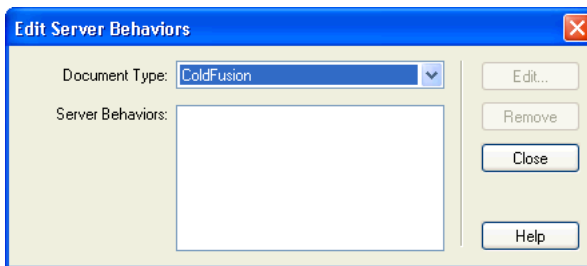 Edit Server Behaviors
Document Type: ColdFusion
Edit...
Server Behaviors:
Remove
Close
Help